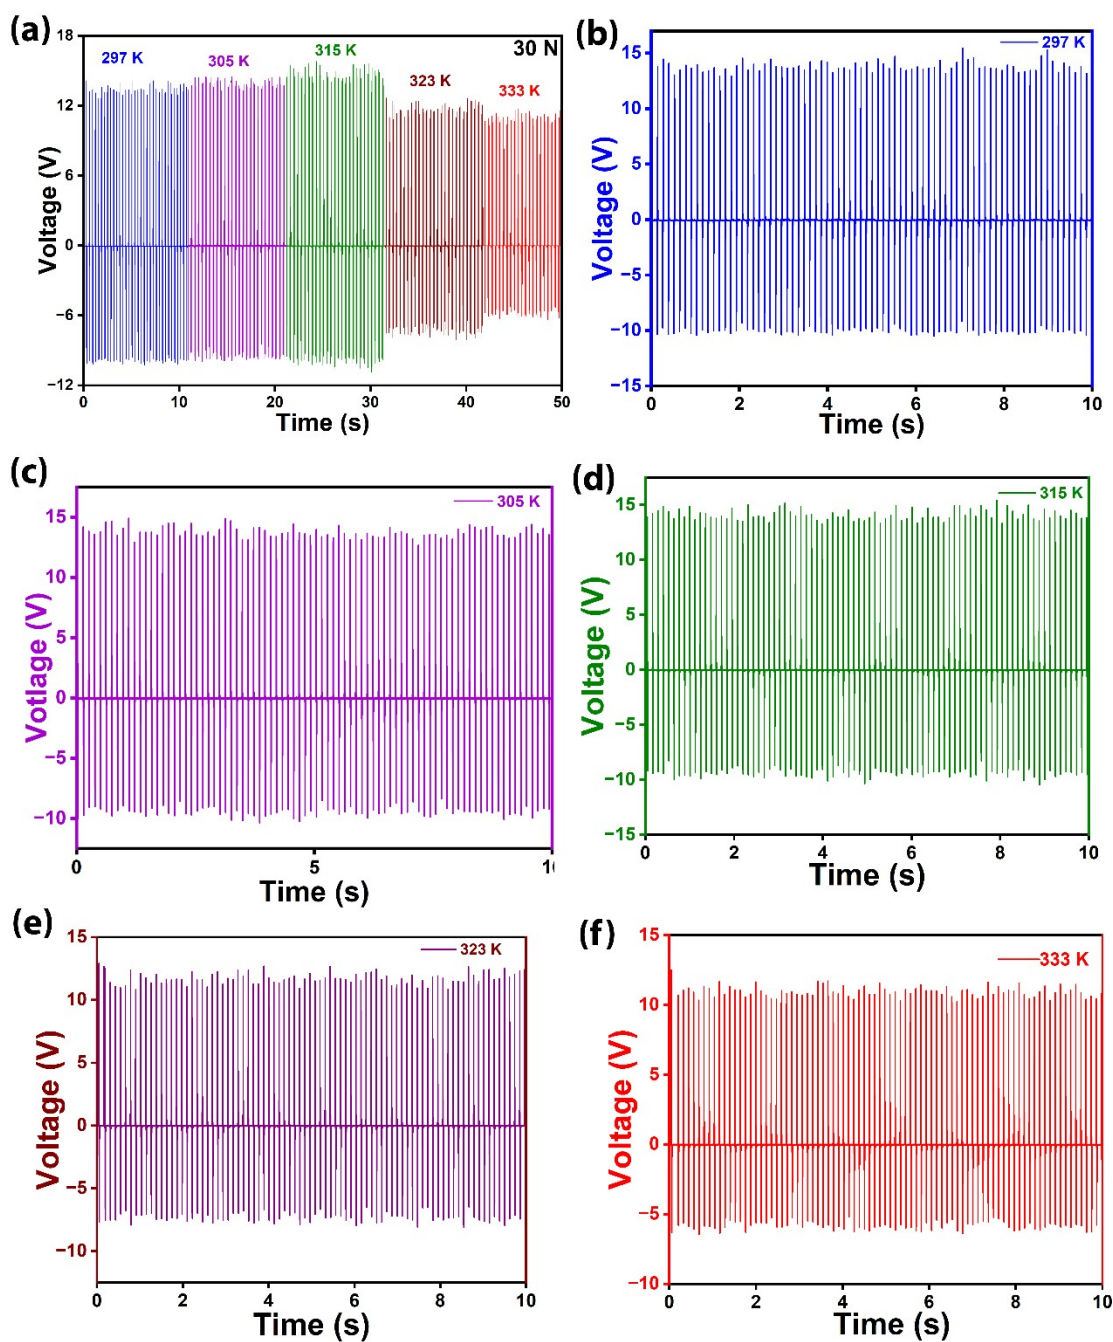 (a)
18
12
6
0
−6
−12
Voltage (V)
297 K
305 K
315 K
323 K
333 K
30 N
0
10
20
30
40
50
Time (s)
(b)
15
10
5
0
−5
−10
−15
Voltage (V)
297 K
0
2
4
6
8
10
Time (s)
(c)
15
10
5
0
−5
−10
Votlage (V)
305 K
0
5
10
Time (s)
(d)
15
10
5
0
−5
−10
−15
Voltage (V)
315 K
0
2
4
6
8
10
Time (s)
(e)
15
10
5
0
−5
−10
Voltage (V)
323 K
0
2
4
6
8
10
Time (s)
(f)
15
10
5
0
−5
−10
Voltage (V)
333 K
0
2
4
6
8
10
Time (s)